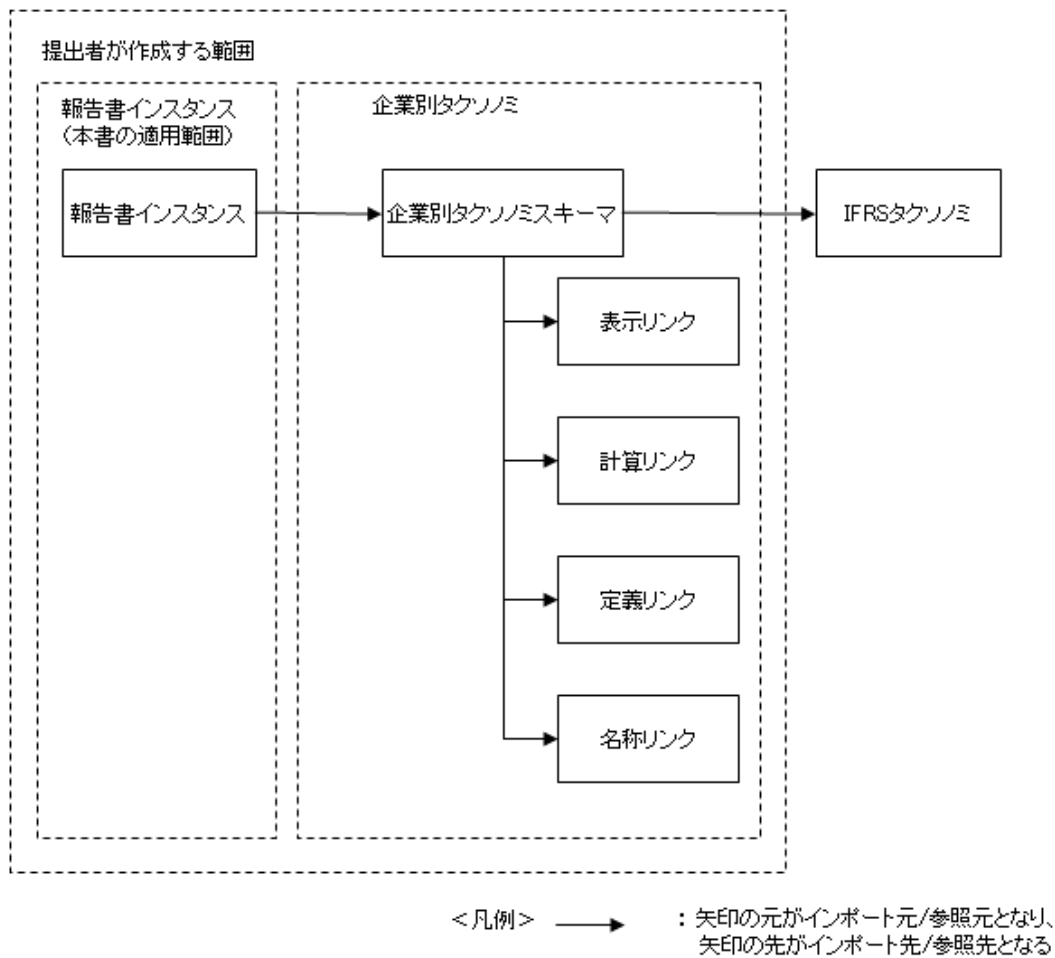 提出者が作成する範囲
報告書インスタンス
（本書の適用範囲）
企業別タクソノミ
報告書インスタンス
企業別タクソノミスキーマ
IFRSタクソノミ
表示リンク
計算リンク
定義リンク
名称リンク
＜凡例＞
：矢印の元がインポート元/参照元となり、
矢印の先がインポート先/参照先となる